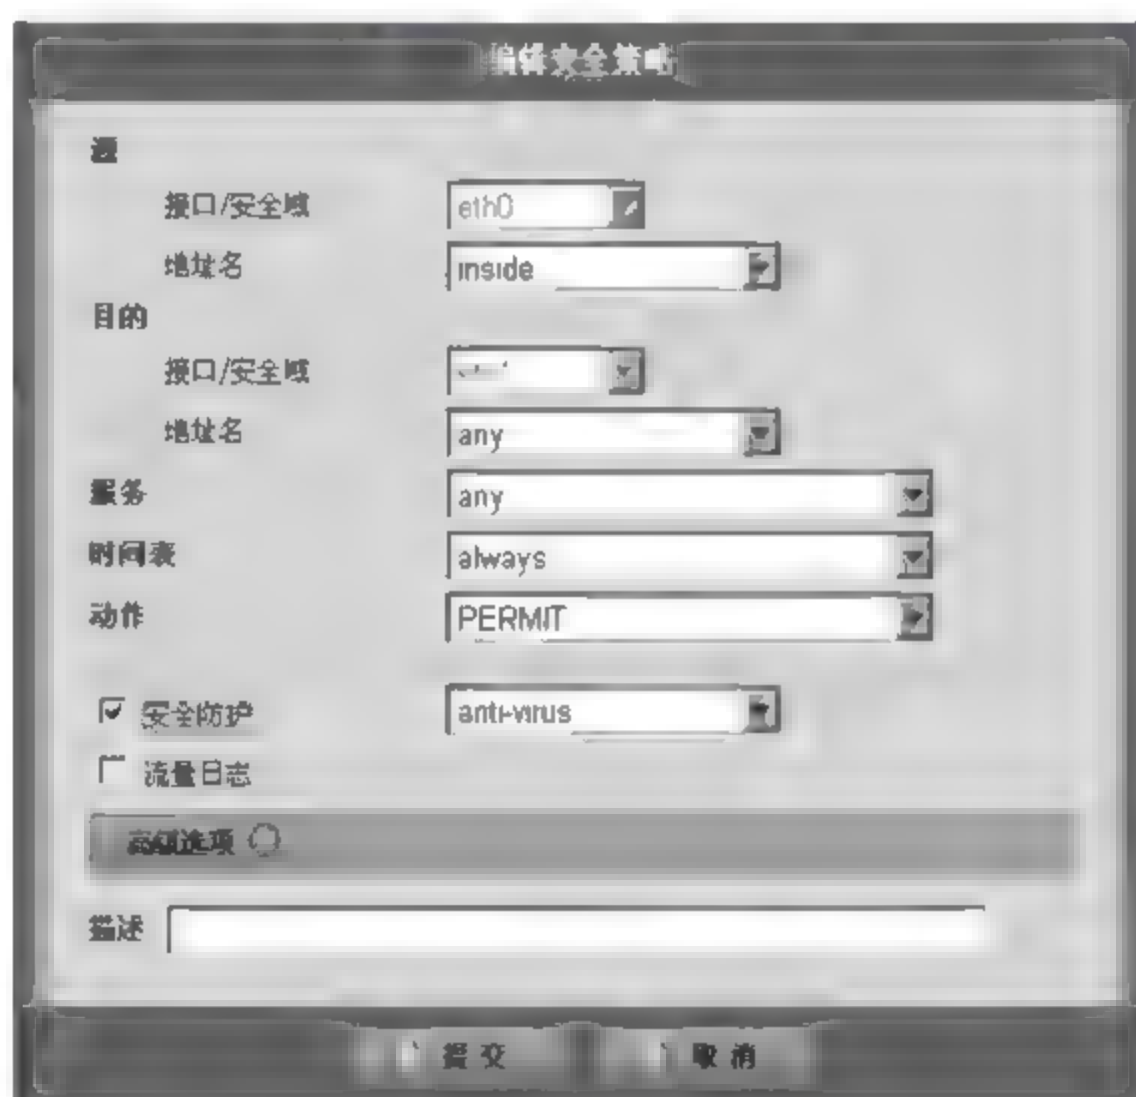 编辑安全策略
源
接口/安全域 eth0
地址名 inside
目的
接口/安全域
地址名 any
服务 any
时间表 always
动作 PERMIT
安全防护 anti-virus
流量日志
高级选项
描述
提交 取消